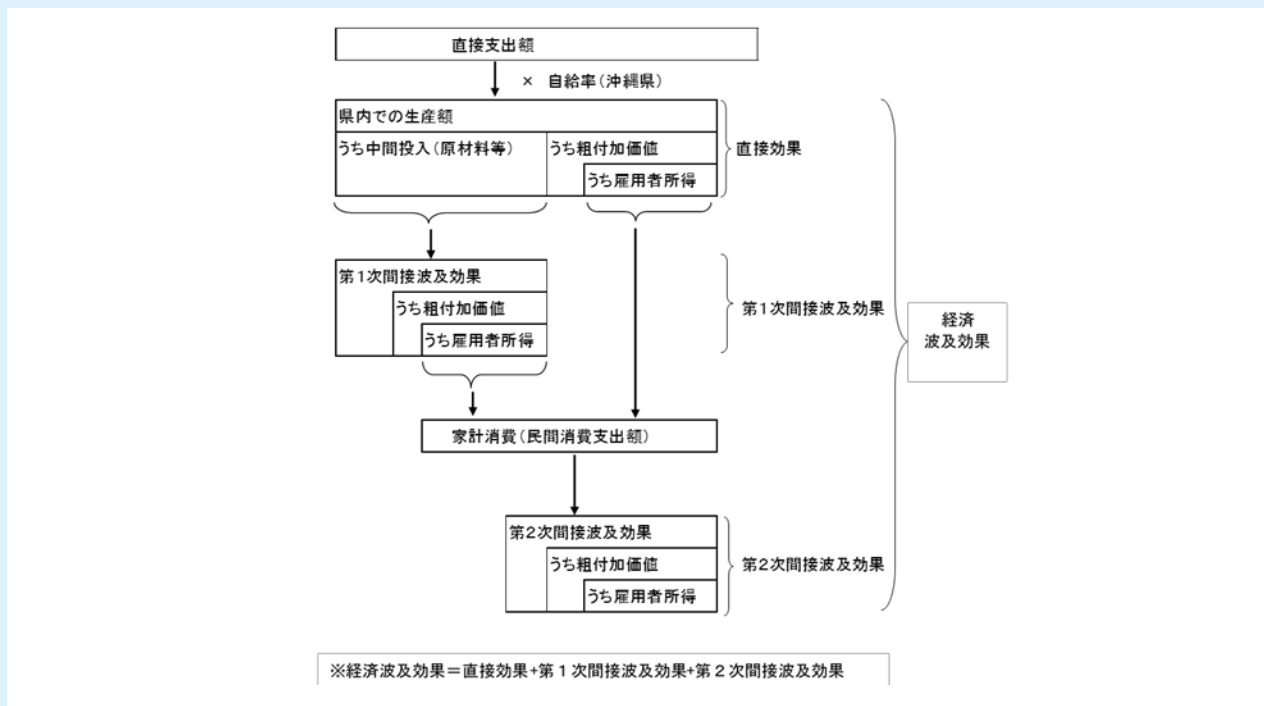 直接支出額
× 自給率(沖縄県)
県内での生産額
うち中間投入(原材料等)
うち粗付加価値
うち雇用者所得
直接効果
第1次間接波及効果
うち粗付加価値
うち雇用者所得
第1次間接波及効果
経済
波及効果
家計消費(民間消費支出額)
第2次間接波及効果
うち粗付加価値
うち雇用者所得
第2次間接波及効果
※経済波及効果=直接効果+第1次間接波及効果+第2次間接波及効果